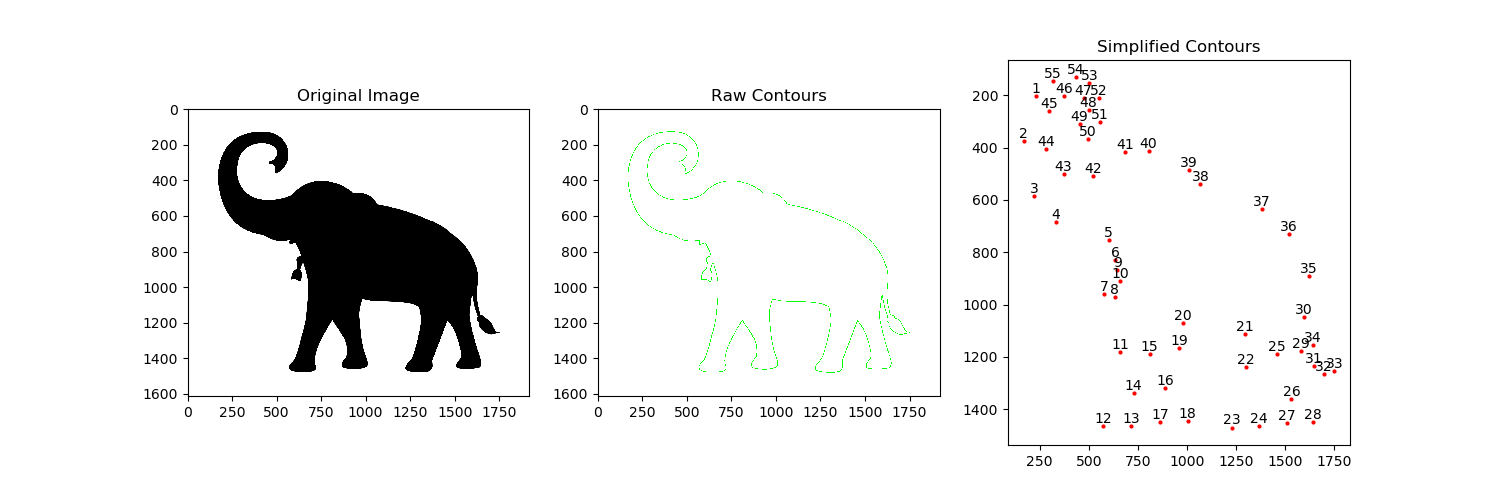 Original Image
0
200
400
600
800
1000
1200
1400
1600
0 250 500 750 1000 1250 1500 1750
Raw Contours
0
200
400
600
800
1000
1200
1400
1600
0 250 500 750 1000 1250 1500 1750
Simplified Contours
200
400
600
800
1000
1200
1400
55 54 53
1 46 47 52
45 48 51
49
2 44 50 41 40
43 42 39
38
3 37
4 36
5
6
9 35
10
7 8 30
20 21
11 15 19 25 29 34
22 31 32 33
14 16 26
12 13 17 18 23 24 27 28
250 500 750 1000 1250 1500 1750